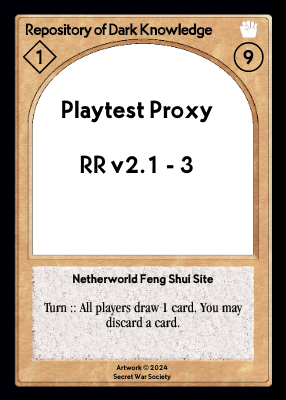 Repository of Dark Knowledge
1
9
Playtest Proxy
RR v2.1 - 3
Netherworld Feng Shui Site
Turn :: All players draw 1 card. You may
discard a card.
Artwork © 2024
Secret War Society